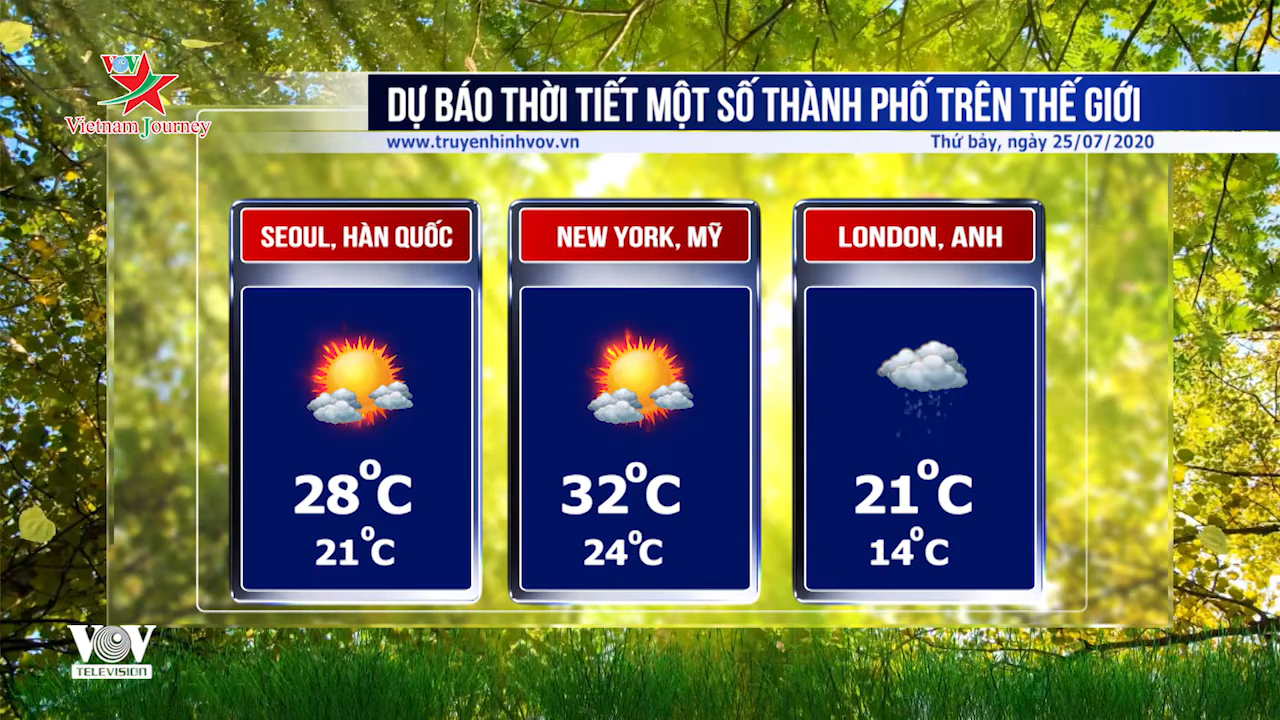 VOV
Vietnam Journey
DỰ BÁO THỜI TIẾT MỘT SỐ THÀNH PHỐ TRÊN THẾ GIỚI
www.truyenhinhvov.vn
Thứ bảy, ngày 25/07/2020
SEOUL, HÀN QUỐC
28°C
21°C
NEW YORK, MỸ
32°C
24°C
LONDON, ANH
21°C
14°C
VOV
TELEVISION